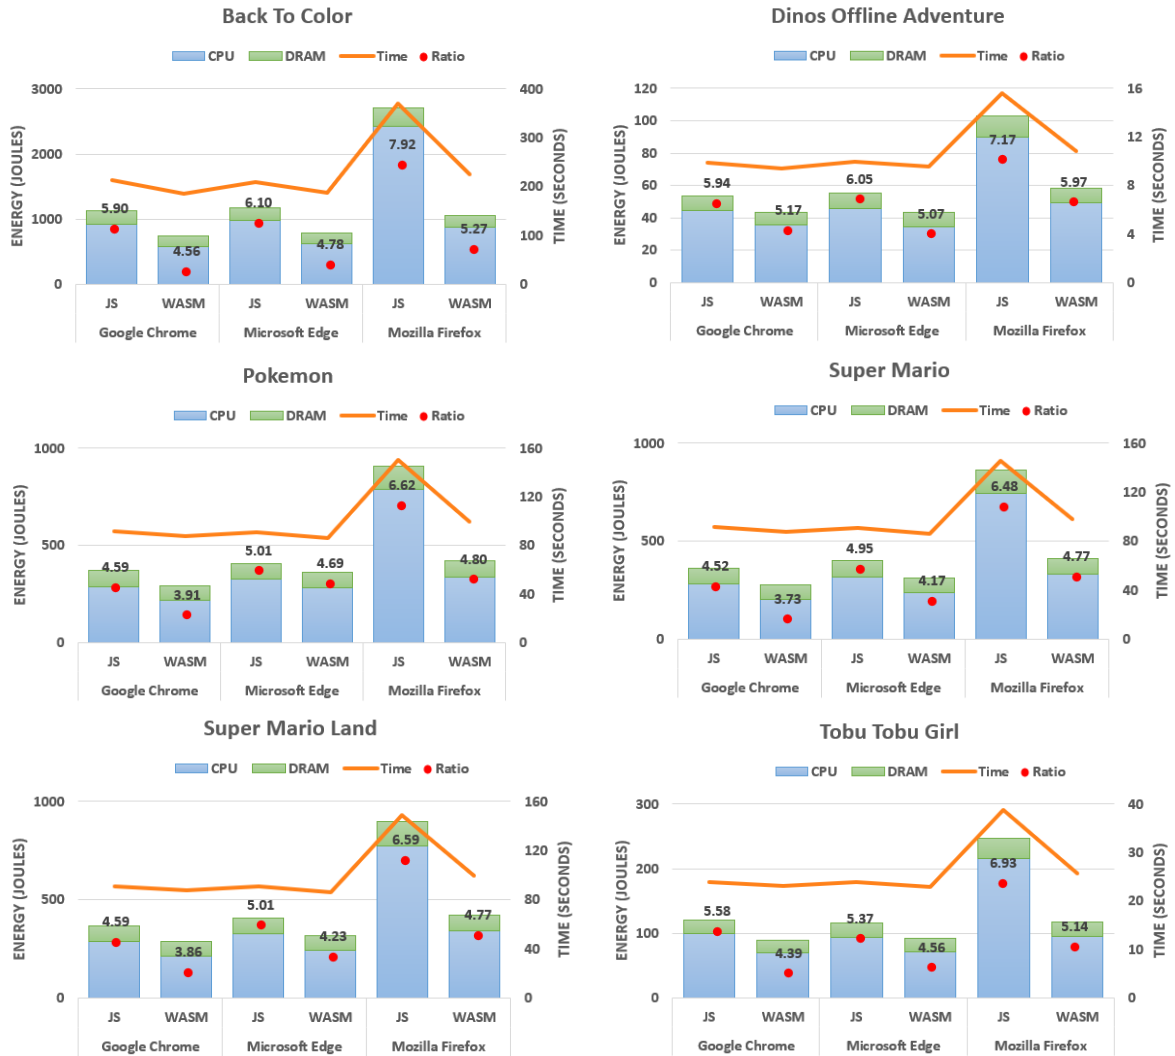 Back To Color
CPU DRAM Time Ratio
ENERGY (JOULES)
3000
2000
1000
0
400
300
200
100
0
TIME (SECONDS)
5.90 4.56 6.10 4.78 7.92 5.27
JS WASM JS WASM JS WASM
Google Chrome Microsoft Edge Mozilla Firefox
Dinos Offline Adventure
CPU DRAM Time Ratio
ENERGY (JOULES)
120
100
80
60
40
20
0
16
12
8
4
0
TIME (SECONDS)
5.94 5.17 6.05 5.07 7.17 5.97
JS WASM JS WASM JS WASM
Google Chrome Microsoft Edge Mozilla Firefox
Pokemon
CPU DRAM Time Ratio
ENERGY (JOULES)
1000
500
0
160
120
80
40
0
TIME (SECONDS)
4.59 3.91 5.01 4.69 6.62 4.80
JS WASM JS WASM JS WASM
Google Chrome Microsoft Edge Mozilla Firefox
Super Mario
CPU DRAM Time Ratio
ENERGY (JOULES)
1000
500
0
160
120
80
40
0
TIME (SECONDS)
4.52 3.73 4.95 4.17 6.48 4.77
JS WASM JS WASM JS WASM
Google Chrome Microsoft Edge Mozilla Firefox
Super Mario Land
CPU DRAM Time Ratio
ENERGY (JOULES)
1000
500
0
160
120
80
40
0
TIME (SECONDS)
4.59 3.86 5.01 4.23 6.59 4.77
JS WASM JS WASM JS WASM
Google Chrome Microsoft Edge Mozilla Firefox
Tobu Tobu Girl
CPU DRAM Time Ratio
ENERGY (JOULES)
300
200
100
0
40
30
20
10
0
TIME (SECONDS)
5.58 4.39 5.37 4.56 6.93 5.14
JS WASM JS WASM JS WASM
Google Chrome Microsoft Edge Mozilla Firefox